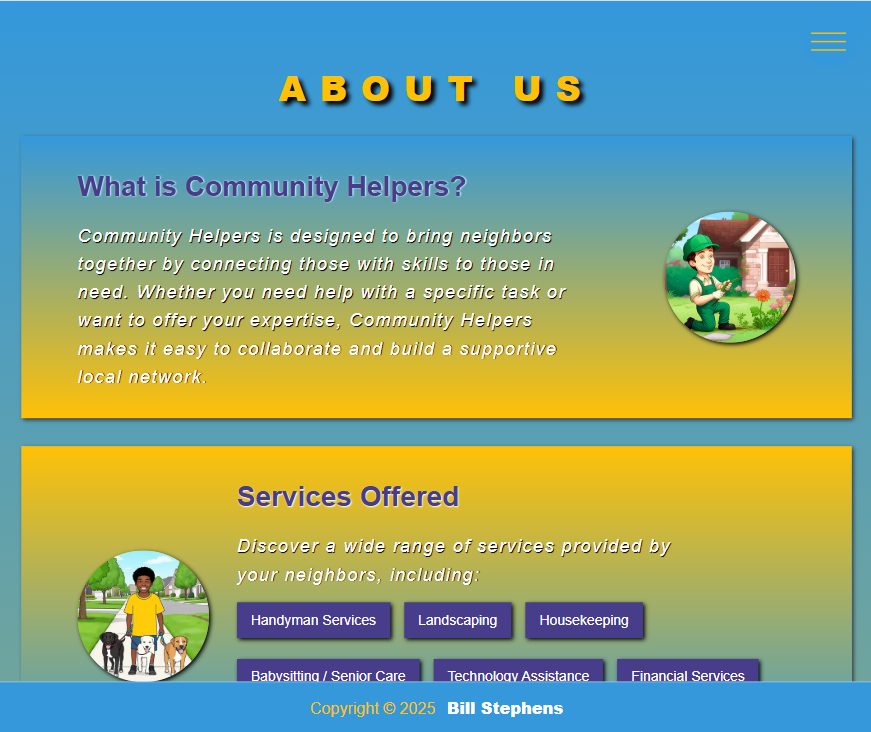 ABOUT US
What is Community Helpers?
Community Helpers is designed to bring neighbors
together by connecting those with skills to those in
need. Whether you need help with a specific task or
want to offer your expertise, Community Helpers
makes it easy to collaborate and build a supportive
local network.
Services Offered
Discover a wide range of services provided by
your neighbors, including:
Handyman Services Landscaping Housekeeping
Babysitting / Senior Care Technology Assistance Financial Services
Copyright © 2025 Bill Stephens